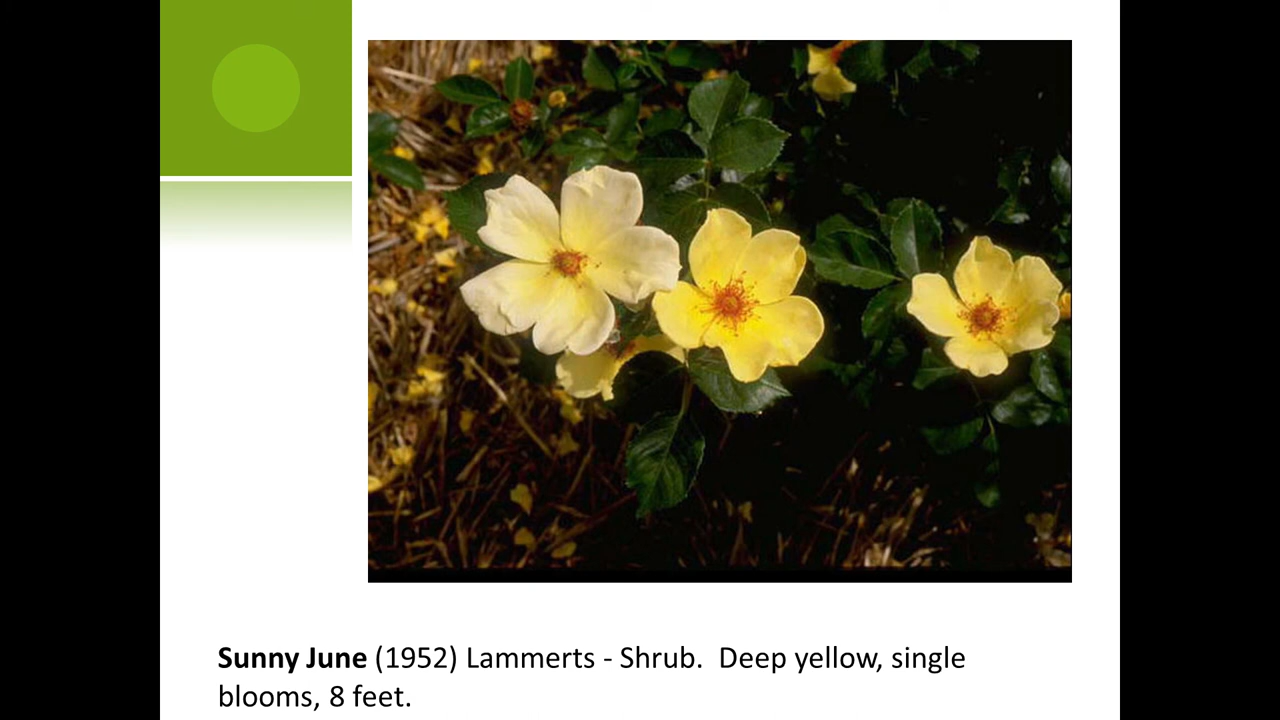 Sunny June (1952) Lammerts - Shrub.  Deep yellow, single
blooms, 8 feet.